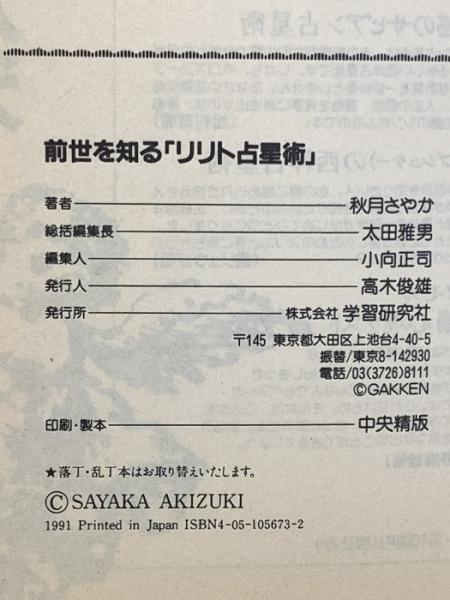 前世を知る「リリト占星術」
著者 秋月さやか
総括編集長 太田雅男
編集人 小向正司
発行人 高木俊雄
発行所 株式会社 学習研究社
〒145 東京都大田区上池台4-40-5
振替/東京8-142930
電話/03(3726)8111
©GAKKEN
印刷・製本 中央精版
★落丁・乱丁本はお取り替えいたします。
©SAYAKA AKIZUKI
1991 Printed in Japan ISBN4-05-105673-2